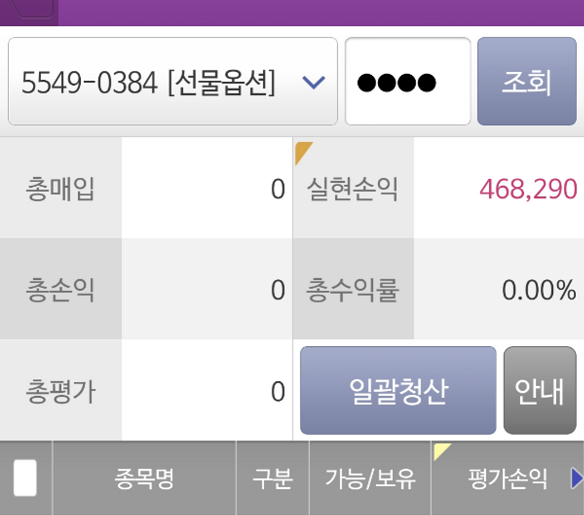 5549-0384 [선물옵션] ●●●● 조회
총매입 0 실현손익 468,290
총손익 0 총수익률 0.00%
총평가 0 일괄청산 안내
종목명 구분 가능/보유 평가손익